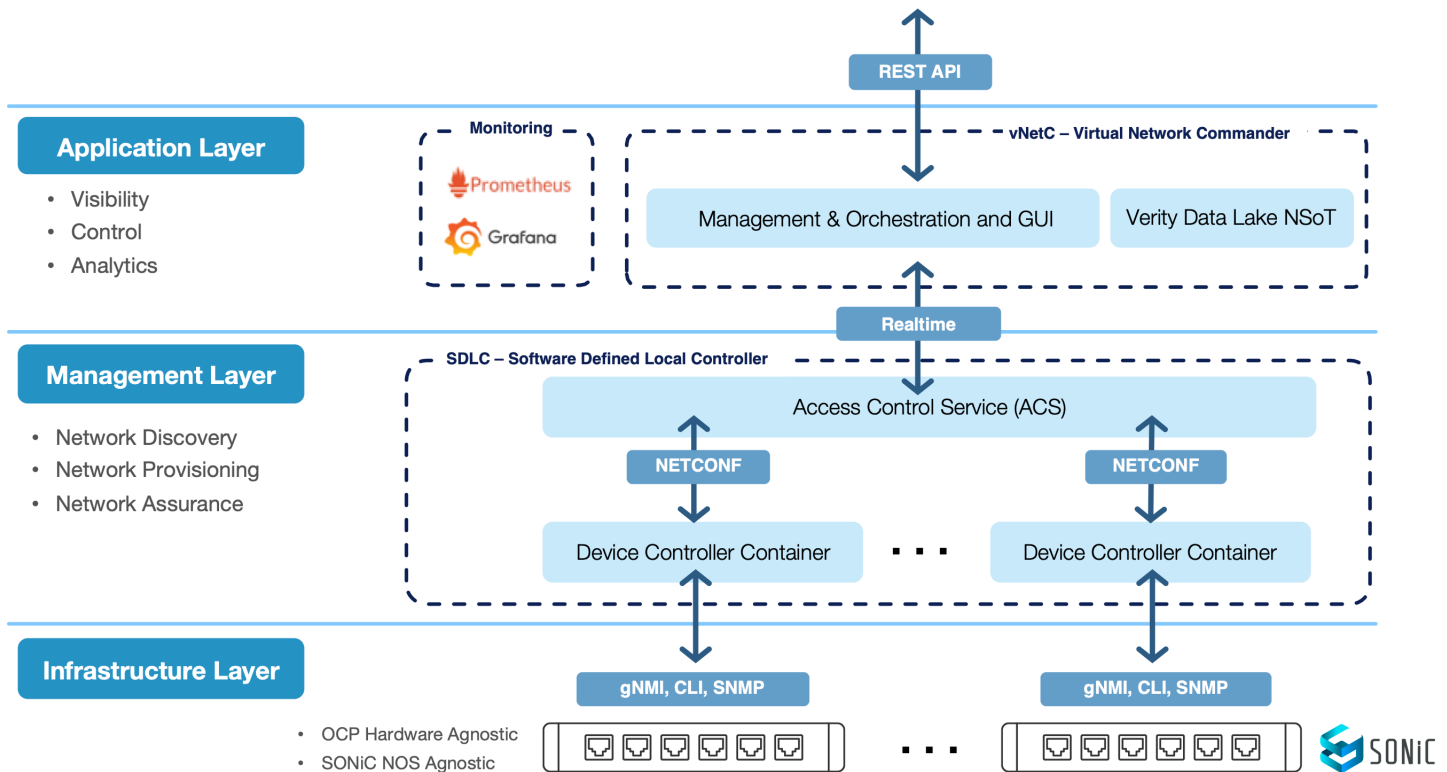 REST API
Application Layer
• Visibility
• Control
• Analytics
Monitoring
Prometheus
Grafana
vNetC – Virtual Network Commander
Management & Orchestration and GUI
Verity Data Lake NSoT
Realtime
Management Layer
• Network Discovery
• Network Provisioning
• Network Assurance
SDLC – Software Defined Local Controller
Access Control Service (ACS)
NETCONF
NETCONF
Device Controller Container
. . .
Device Controller Container
Infrastructure Layer
• OCP Hardware Agnostic
• SONiC NOS Agnostic
gNMI, CLI, SNMP
gNMI, CLI, SNMP
. . .
SONiC